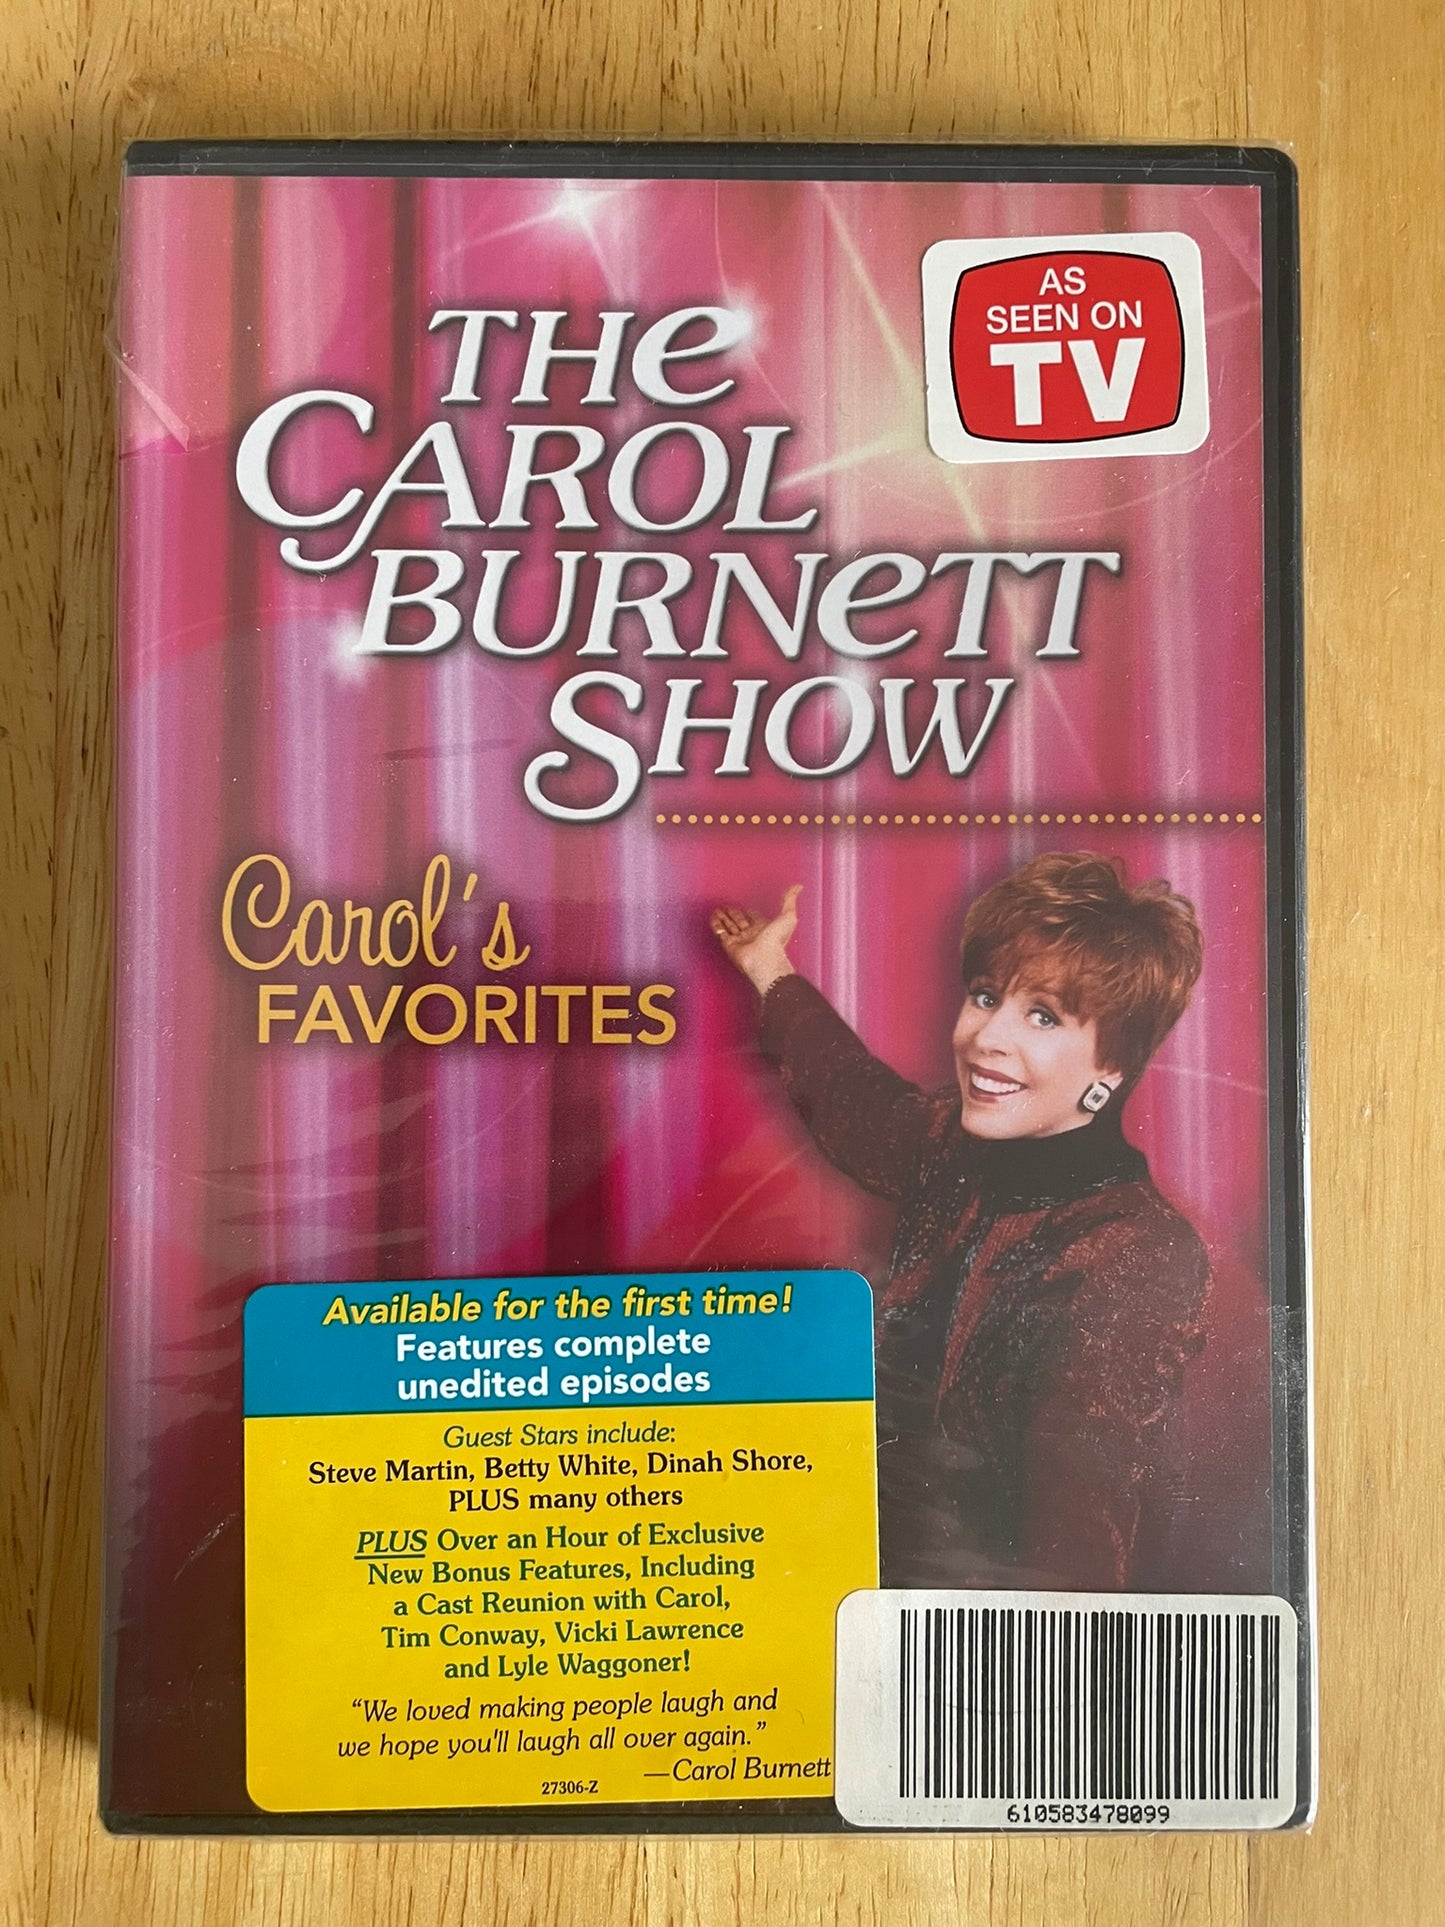 AS
SEEN ON
TV
THE
CAROL
BURNETT
SHOW
Carol's
FAVORITES
Available for the first time!
Features complete
unedited episodes
Guest Stars include:
Steve Martin, Betty White, Dinah Shore,
PLUS many others
PLUS Over an Hour of Exclusive
New Bonus Features, Including
a Cast Reunion with Carol,
Tim Conway, Vicki Lawrence
and Lyle Waggoner!
“We loved making people laugh and
we hope you'll laugh all over again.”
—Carol Burnett
27306-Z
610583478099